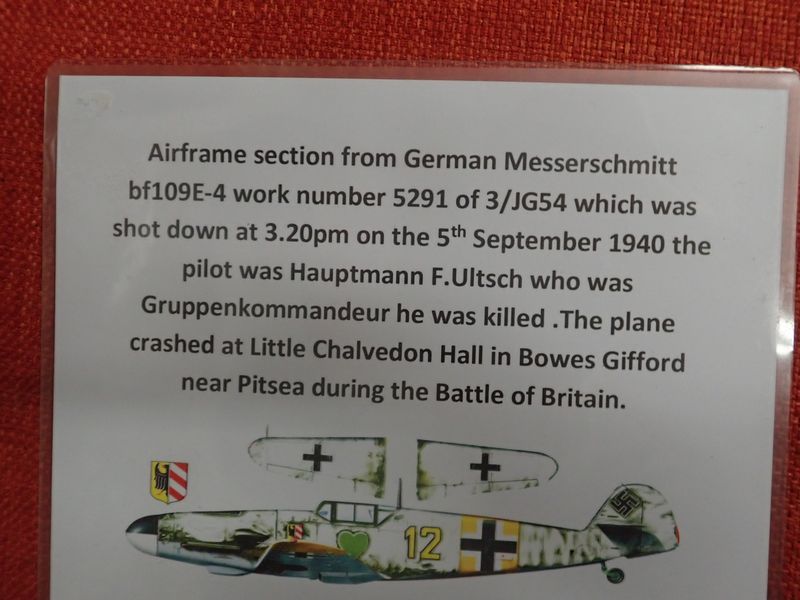 Airframe section from German Messerschmitt
bf109E-4 work number 5291 of 3/JG54 which was
shot down at 3.20pm on the 5th September 1940 the
pilot was Hauptmann F.Ultsch who was
Gruppenkommandeur he was killed .The plane
crashed at Little Chalvedon Hall in Bowes Gifford
near Pitsea during the Battle of Britain.
12